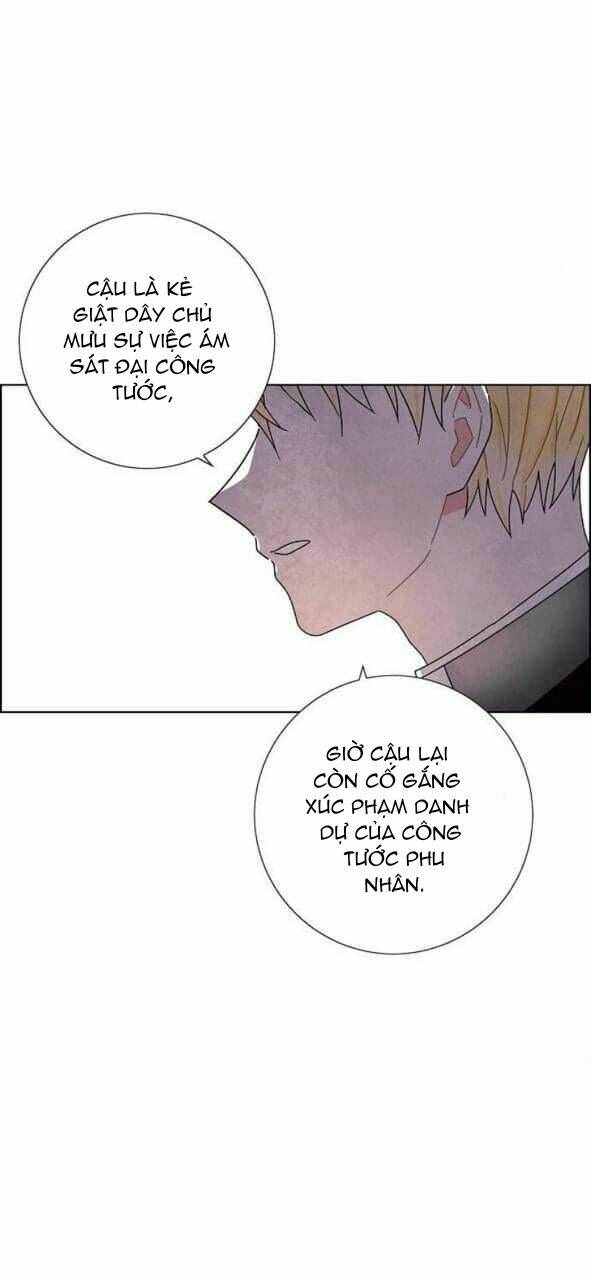 CẬU LÀ KẺ
GIẬT DÂY CHỦ
MƯU SỰ VIỆC ÁM
SÁT ĐẠI CÔNG
TƯỚC,
GIỜ CẬU LẠI
CÒN CỐ GẮNG
XÚC PHẠM DANH
DỰ CỦA CÔNG
TƯỚC PHU
NHÂN.